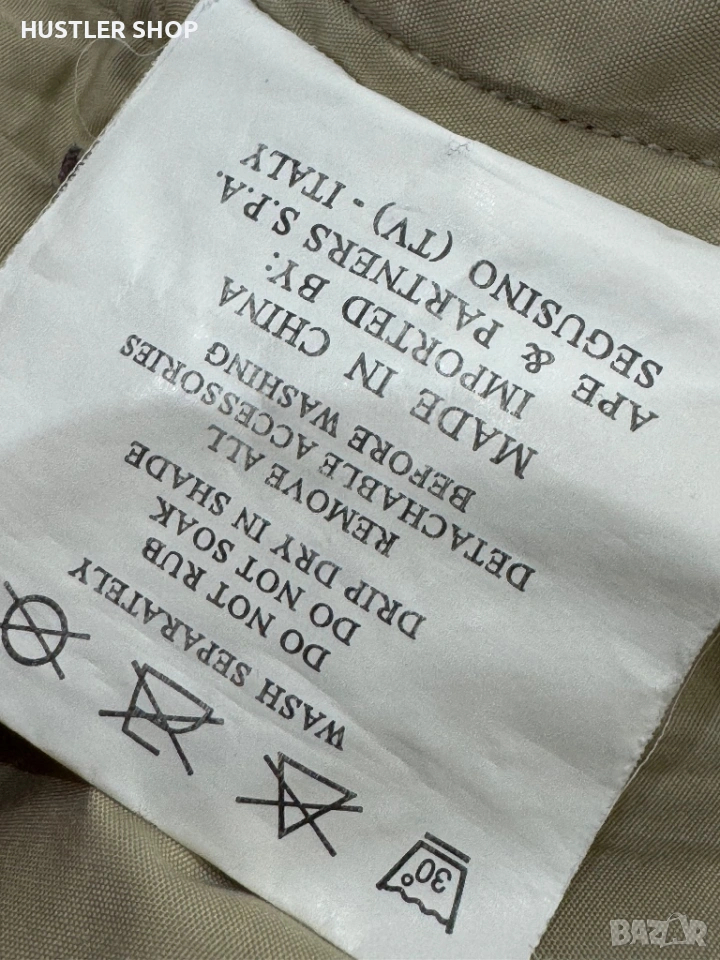 HUSTLER SHOP
30°
WASH SEPARATELY
DO NOT RUB
DO NOT SOAK
DRIP DRY IN SHADE
REMOVE ALL
DETACHABLE ACCESSORIES
BEFORE WASHING
MADE IN CHINA
IMPORTED BY:
APE & PARTNERS S.P.A.
SEGUSINO (TV) - ITALY
BAZAR